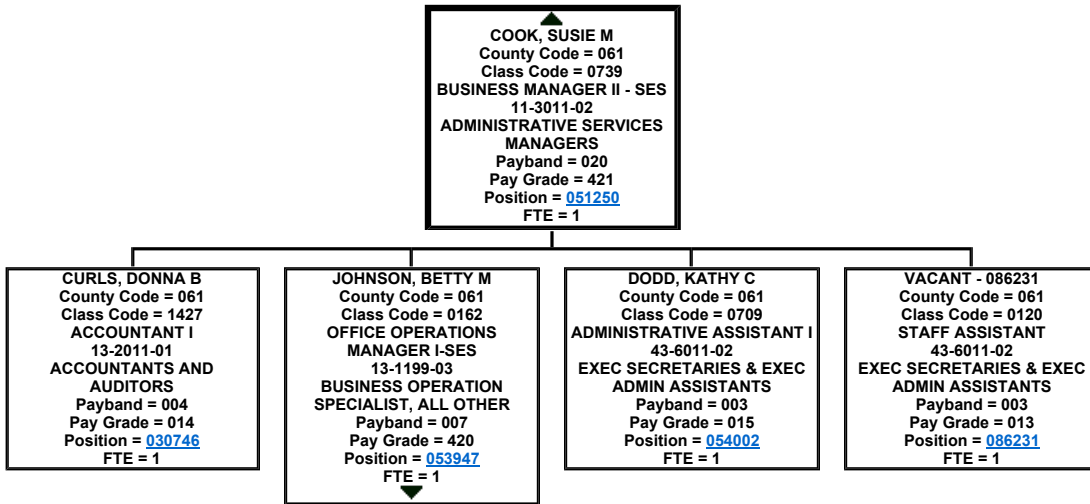 COOK, SUSIE M
County Code = 061
Class Code = 0739
BUSINESS MANAGER II - SES
11-3011-02
ADMINISTRATIVE SERVICES
MANAGERS
Payband = 020
Pay Grade = 421
Position = 051250
FTE = 1
CURLS, DONNA B
County Code = 061
Class Code = 1427
ACCOUNTANT I
13-2011-01
ACCOUNTANTS AND
AUDITORS
Payband = 004
Pay Grade = 014
Position = 030746
FTE = 1
JOHNSON, BETTY M
County Code = 061
Class Code = 0162
OFFICE OPERATIONS
MANAGER I-SES
13-1199-03
BUSINESS OPERATION
SPECIALIST, ALL OTHER
Payband = 007
Pay Grade = 420
Position = 053947
FTE = 1
DODD, KATHY C
County Code = 061
Class Code = 0709
ADMINISTRATIVE ASSISTANT I
43-6011-02
EXEC SECRETARIES & EXEC
ADMIN ASSISTANTS
Payband = 003
Pay Grade = 015
Position = 054002
FTE = 1
VACANT - 086231
County Code = 061
Class Code = 0120
STAFF ASSISTANT
43-6011-02
EXEC SECRETARIES & EXEC
ADMIN ASSISTANTS
Payband = 003
Pay Grade = 013
Position = 086231
FTE = 1